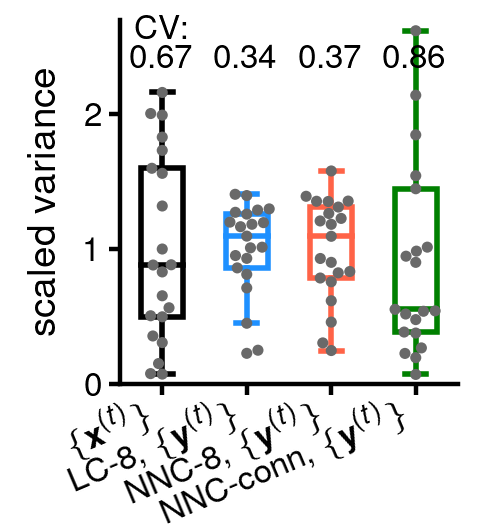 CV:
0.67 0.34 0.37 0.86
scaled variance
2
1
0
{𝐱^(t)}
LC-8, {𝐲^(t)}
NNC-8, {𝐲^(t)}
NNC-conn, {𝐲^(t)}